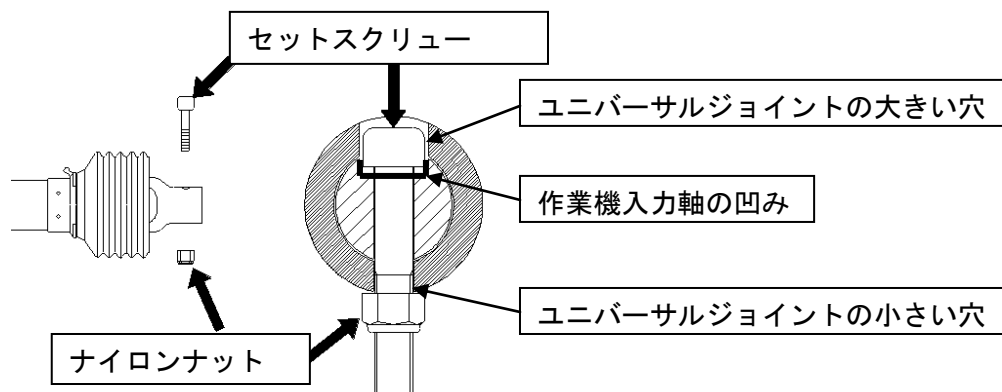 セットスクリュー
ユニバーサルジョイントの大きい穴
作業機入力軸の凹み
ユニバーサルジョイントの小さい穴
ナイロンナット